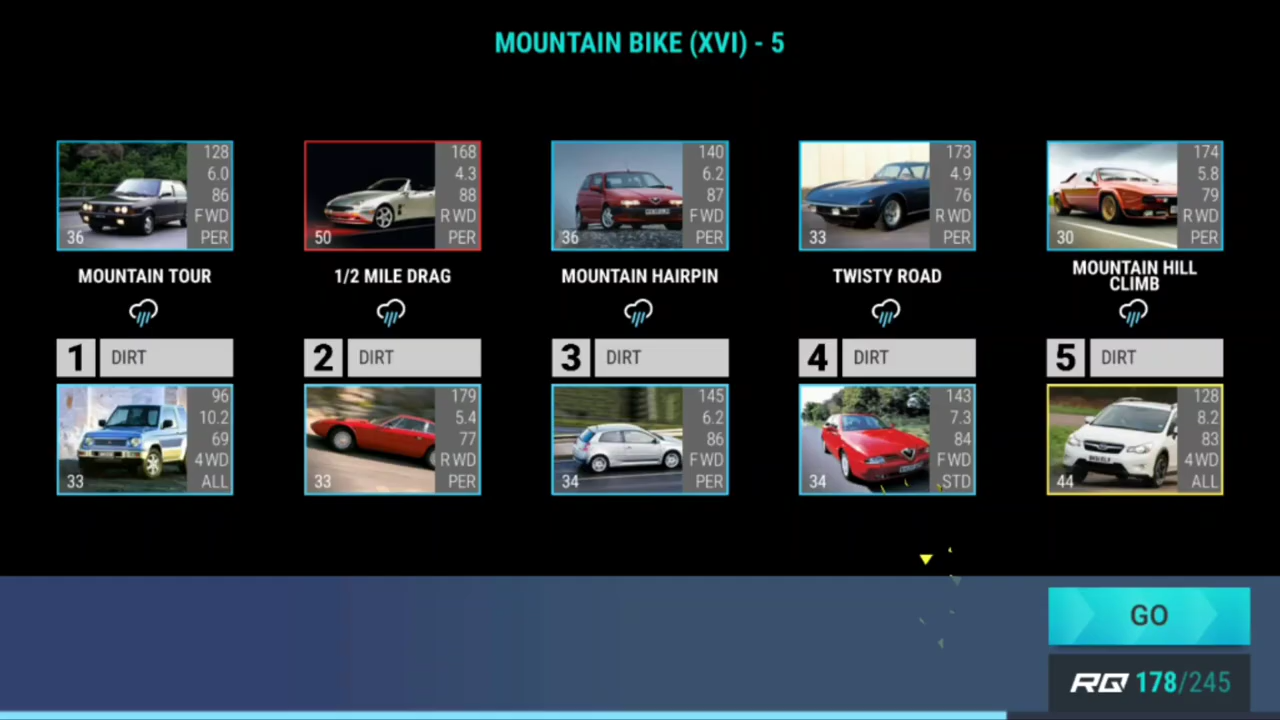 MOUNTAIN BIKE (XVI) - 5
128
6.0
86
FWD
36 PER
168
4.3
88
RWD
50 PER
140
6.2
87
FWD
36 PER
173
4.9
76
RWD
33 PER
174
5.8
79
RWD
30 PER
MOUNTAIN TOUR
1/2 MILE DRAG
MOUNTAIN HAIRPIN
TWISTY ROAD
MOUNTAIN HILL
CLIMB
1 DIRT
2 DIRT
3 DIRT
4 DIRT
5 DIRT
96
10.2
69
4WD
33 ALL
179
5.4
77
RWD
33 PER
145
6.2
86
FWD
34 PER
143
7.3
84
FWD
34 STD
128
8.2
83
4WD
44 ALL
GO
RQ 178/245